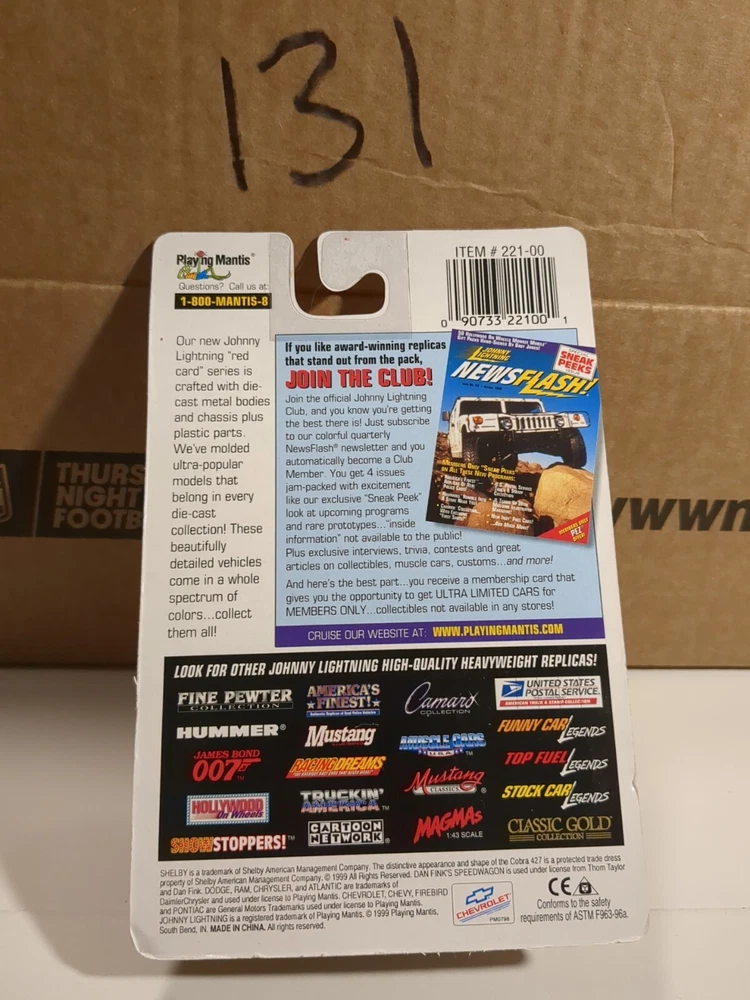 131
THURS
NIGHT
FOOTB
wwn
Playing Mantis®
Questions? Call us at:
1-800-MANTIS-8
ITEM # 221-00
0 90733 22100 1
Our new Johnny
Lightning "red
card" series is
crafted with die-
cast metal bodies
and chassis plus
plastic parts.
We've molded
ultra-popular
models that
belong in every
die-cast
collection! These
beautifully
detailed vehicles
come in a whole
spectrum of
colors...collect
them all!
If you like award-winning replicas
that stand out from the pack,
JOIN THE CLUB!
Join the official Johnny Lightning
Club, and you know you're getting
the best there is! Just subscribe
to our colorful quarterly
NewsFlash® newsletter and you
automatically become a Club
Member. You get 4 issues
jam-packed with excitement
like our exclusive "Sneak Peek"
look at upcoming programs
and rare prototypes..."inside
information" not available to the public!
Plus exclusive interviews, trivia, contests and great
articles on collectibles, muscle cars, customs...and more!
And here's the best part...you receive a membership card that
gives you the opportunity to get ULTRA LIMITED CARS for
MEMBERS ONLY...collectibles not available in any stores!
JOHNNY
LIGHTNING
NEWSFLASH!
SNEAK
PEEKS
CRUISE OUR WEBSITE AT: WWW.PLAYINGMANTIS.COM
LOOK FOR OTHER JOHNNY LIGHTNING HIGH-QUALITY HEAVYWEIGHT REPLICAS!
FINE PEWTER
COLLECTION
HUMMER®
JAMES BOND
007™
HOLLYWOOD
On Wheels
SHOWSTOPPERS!™
AMERICA'S
FINEST!
Mustang
RACING DREAMS
TRUCKIN'
AMERICA™
CARTOON
NETWORK®
Camaro
COLLECTION
MUSCLE CARS
U.S.A.™
Mustang
CLASSICS®
MAGMAS
1:43 SCALE
UNITED STATES
POSTAL SERVICE
AMERICAN TRUCK & STAMP COLLECTION
FUNNY CAR LEGENDS
TOP FUEL LEGENDS
STOCK CAR LEGENDS
CLASSIC GOLD
COLLECTION
SHELBY is a trademark of Shelby American Management Company. The distinctive appearance and shape of the Cobra 427 is a protected trade dress
property of Shelby American Management Company. © 1999 All Rights Reserved. DAN FINK'S SPEEDWAGON is used under license from Thom Taylor
and Dan Fink. DODGE, RAM, CHRYSLER, and ATLANTIC are trademarks of
DaimlerChrysler and used under license to Playing Mantis. CHEVROLET, CHEVY, FIREBIRD
and PONTIAC are General Motors Trademarks used under license to Playing Mantis.
JOHNNY LIGHTNING is a registered trademark of Playing Mantis. © 1999 Playing Mantis,
South Bend, IN. MADE IN CHINA. All rights reserved.
CHEVROLET
PM0798
CE
Conforms to the safety
requirements of ASTM F963-96a.